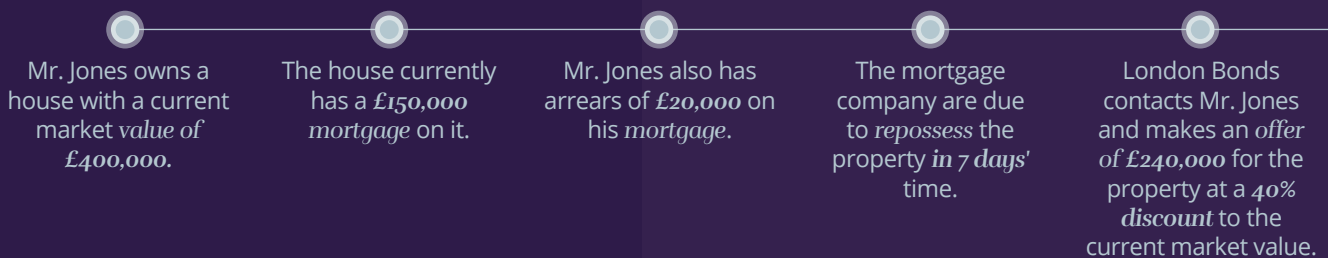 Mr. Jones owns a
house with a current
market value of
£400,000.
The house currently
has a £150,000
mortgage on it.
Mr. Jones also has
arrears of £20,000 on
his mortgage.
The mortgage
company are due
to repossess the
property in 7 days'
time.
London Bonds
contacts Mr. Jones
and makes an offer
of £240,000 for the
property at a 40%
discount to the
current market value.